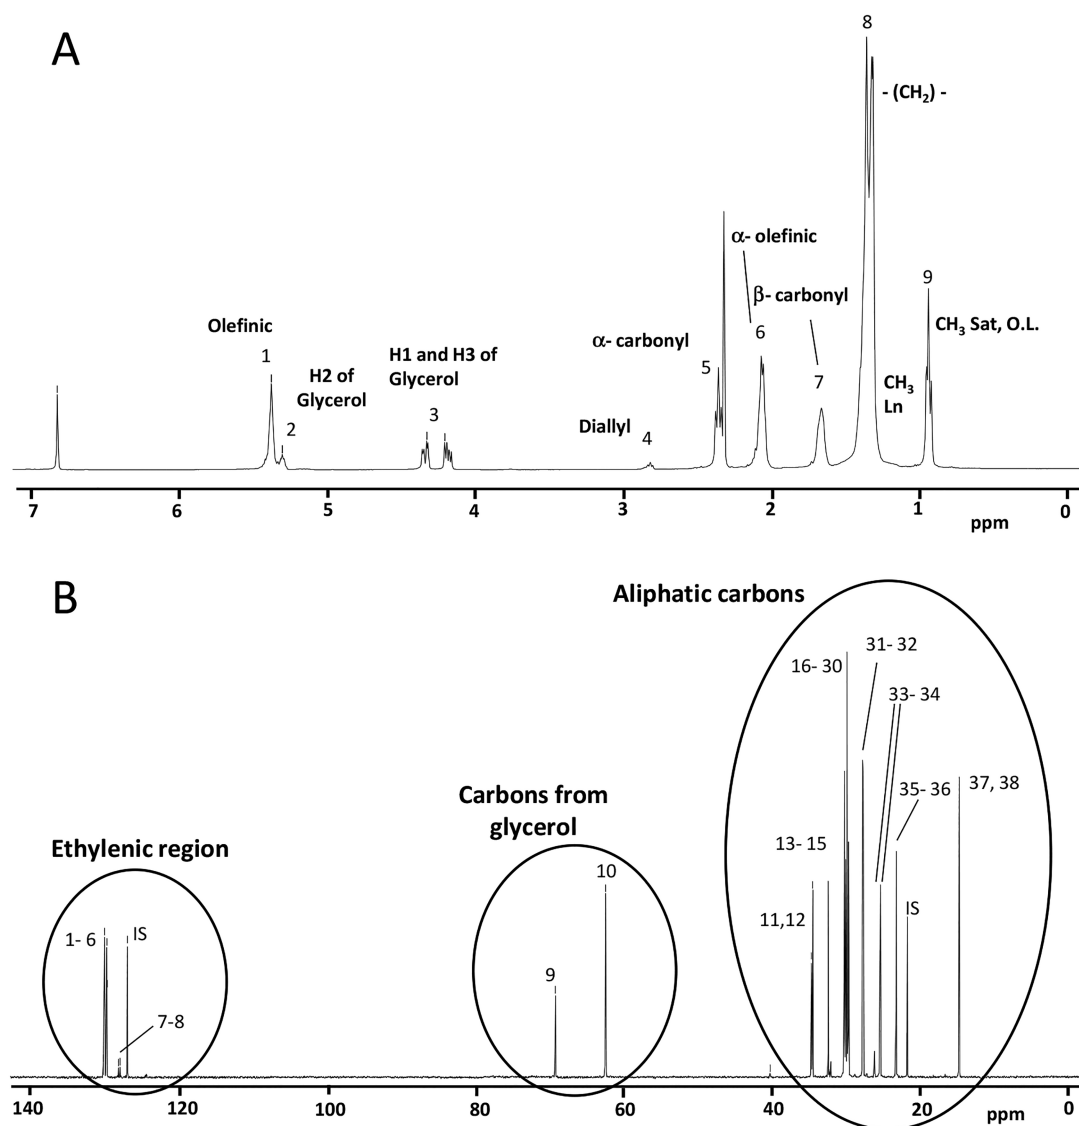 A
8
- (CH2) -
α- olefinic
β- carbonyl
9
CH3 Sat, O.L.
Olefinic
1
H1 and H3 of
Glycerol
α- carbonyl
6
5
7
CH3
Ln
H2 of
Glycerol
3
2
Diallyl
4
7 6 5 4 3 2 1 0
ppm
B
Aliphatic carbons
31- 32
16- 30
33- 34
35- 36
37, 38
Carbons from
glycerol
Ethylenic region
13- 15
10
11,12
IS
1- 6
IS
9
7-8
140 120 100 80 60 40 20 0
ppm